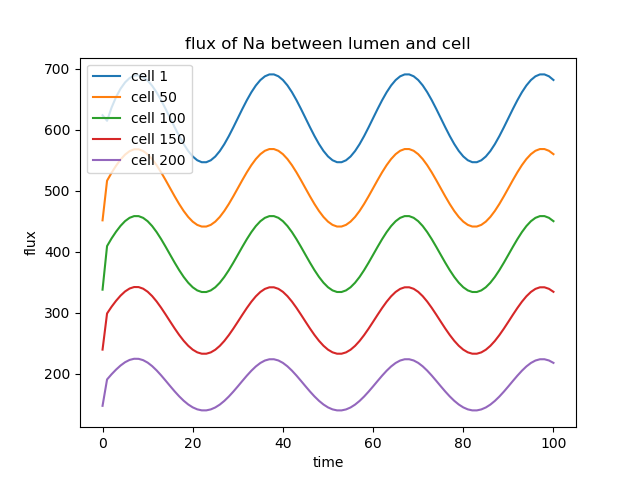 flux of Na between lumen and cell
700
600
500
400
300
200
flux
cell 1
cell 50
cell 100
cell 150
cell 200
0
20
40
60
80
100
time